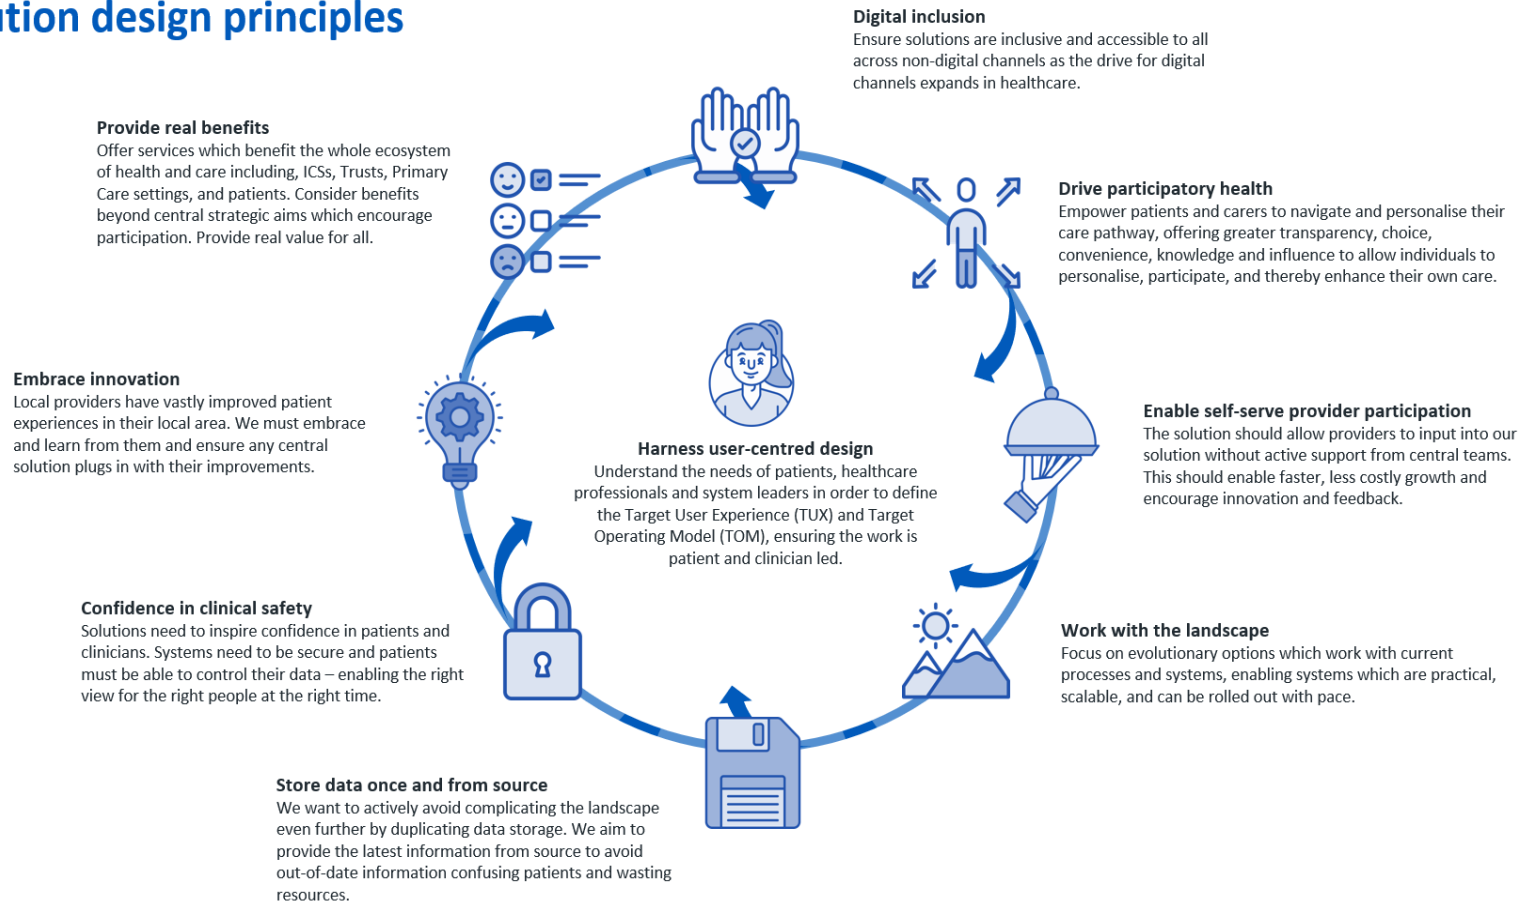 ution design principles
Digital inclusion
Ensure solutions are inclusive and accessible to all
across non-digital channels as the drive for digital
channels expands in healthcare.
Provide real benefits
Offer services which benefit the whole ecosystem
of health and care including, ICSs, Trusts, Primary
Care settings, and patients. Consider benefits
beyond central strategic aims which encourage
participation. Provide real value for all.
Drive participatory health
Empower patients and carers to navigate and personalise their
care pathway, offering greater transparency, choice,
convenience, knowledge and influence to allow individuals to
personalise, participate, and thereby enhance their own care.
Embrace innovation
Local providers have vastly improved patient
experiences in their local area. We must embrace
and learn from them and ensure any central
solution plugs in with their improvements.
Harness user-centred design
Understand the needs of patients, healthcare
professionals and system leaders in order to define
the Target User Experience (TUX) and Target
Operating Model (TOM), ensuring the work is
patient and clinician led.
Enable self-serve provider participation
The solution should allow providers to input into our
solution without active support from central teams.
This should enable faster, less costly growth and
encourage innovation and feedback.
Confidence in clinical safety
Solutions need to inspire confidence in patients and
clinicians. Systems need to be secure and patients
must be able to control their data – enabling the right
view for the right people at the right time.
Work with the landscape
Focus on evolutionary options which work with current
processes and systems, enabling systems which are practical,
scalable, and can be rolled out with pace.
Store data once and from source
We want to actively avoid complicating the landscape
even further by duplicating data storage. We aim to
provide the latest information from source to avoid
out-of-date information confusing patients and wasting
resources.